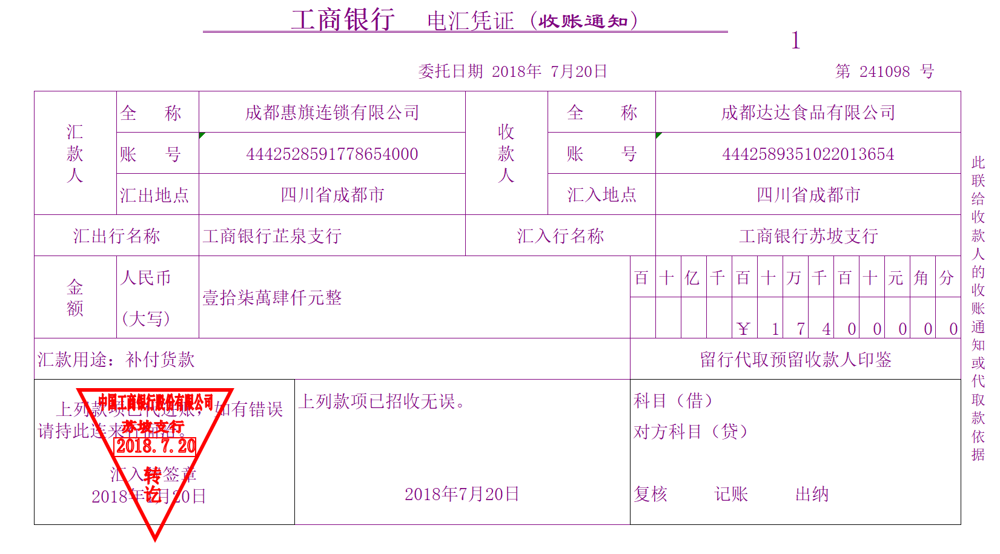 工商银行 电汇凭证（收账通知）
1
委托日期 2018年 7月20日 第 241098 号
汇款人 全称 成都惠旗连锁有限公司 收款人 全称 成都达达食品有限公司
账号 4442528591778654000 账号 4442589351022013654
汇出地点 四川省成都市 汇入地点 四川省成都市
汇出行名称 工商银行芷泉支行 汇入行名称 工商银行苏坡支行
金额 人民币(大写) 壹拾柒萬肆仟元整 百 十 亿 千 百 十 万 千 百 十 元 角 分
¥ 1 7 4 0 0 0 0 0
汇款用途：补付货款 留行代取预留收款人印鉴
上列款项已代进账，如有错误
请持此连来行面洽。
汇入行签章
2018年7月20日
中国工商银行股份有限公司
苏坡支行
2018.7.20
转讫
上列款项已招收无误。
2018年7月20日
科目（借）
对方科目（贷）
复核 记账 出纳
此联给收款人的收账通知或代取款依据